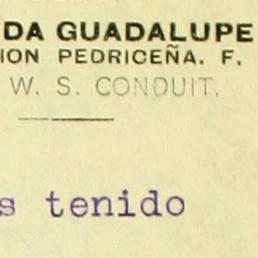 DA GUADALUPE
ION PEDRICEÑA. F.
W. S. CONDUIT.
s tenido